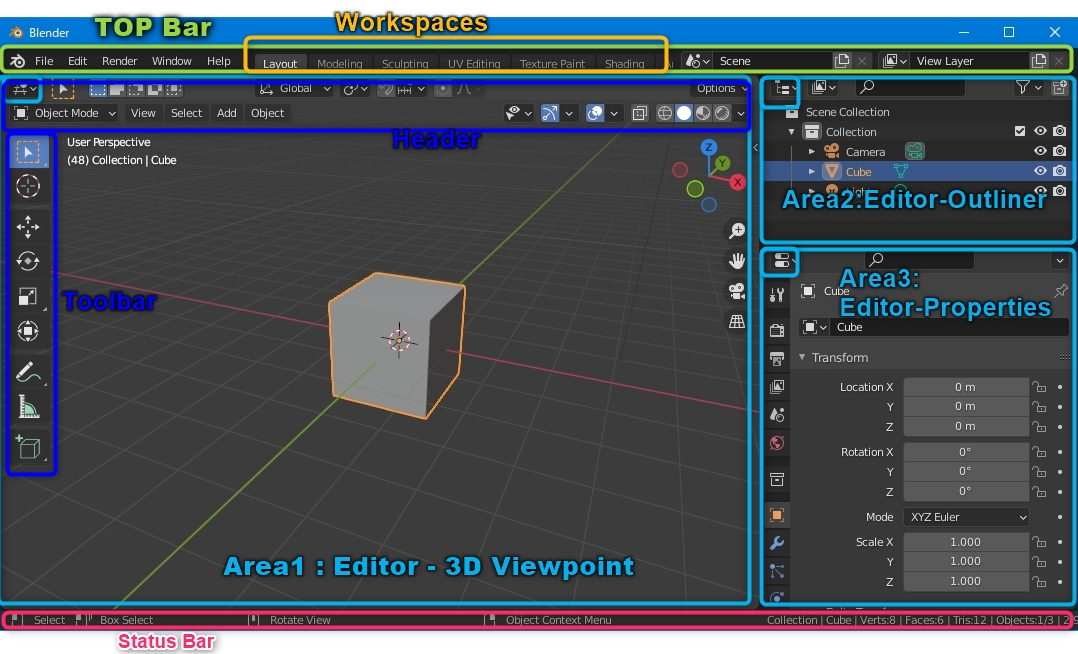 TOP Bar
Workspaces
Blender
File Edit Render Window Help
Layout Modeling Sculpting UV Editing Texture Paint Shading
Scene
View Layer
Global
Options
Object Mode View Select Add Object
Header
User Perspective
(48) Collection | Cube
Z
Y
X
Toolbar
Area1 : Editor - 3D Viewpoint
Scene Collection
Collection
Camera
Cube
Area2:Editor-Outliner
Area3:
Editor-Properties
Cube
Cube
Transform
Location X 0 m
Y 0 m
Z 0 m
Rotation X 0°
Y 0°
Z 0°
Mode XYZ Euler
Scale X 1.000
Y 1.000
Z 1.000
Select Box Select Rotate View Object Context Menu
Collection | Cube | Verts:8 | Faces:6 | Tris:12 | Objects:1/3 |
Status Bar